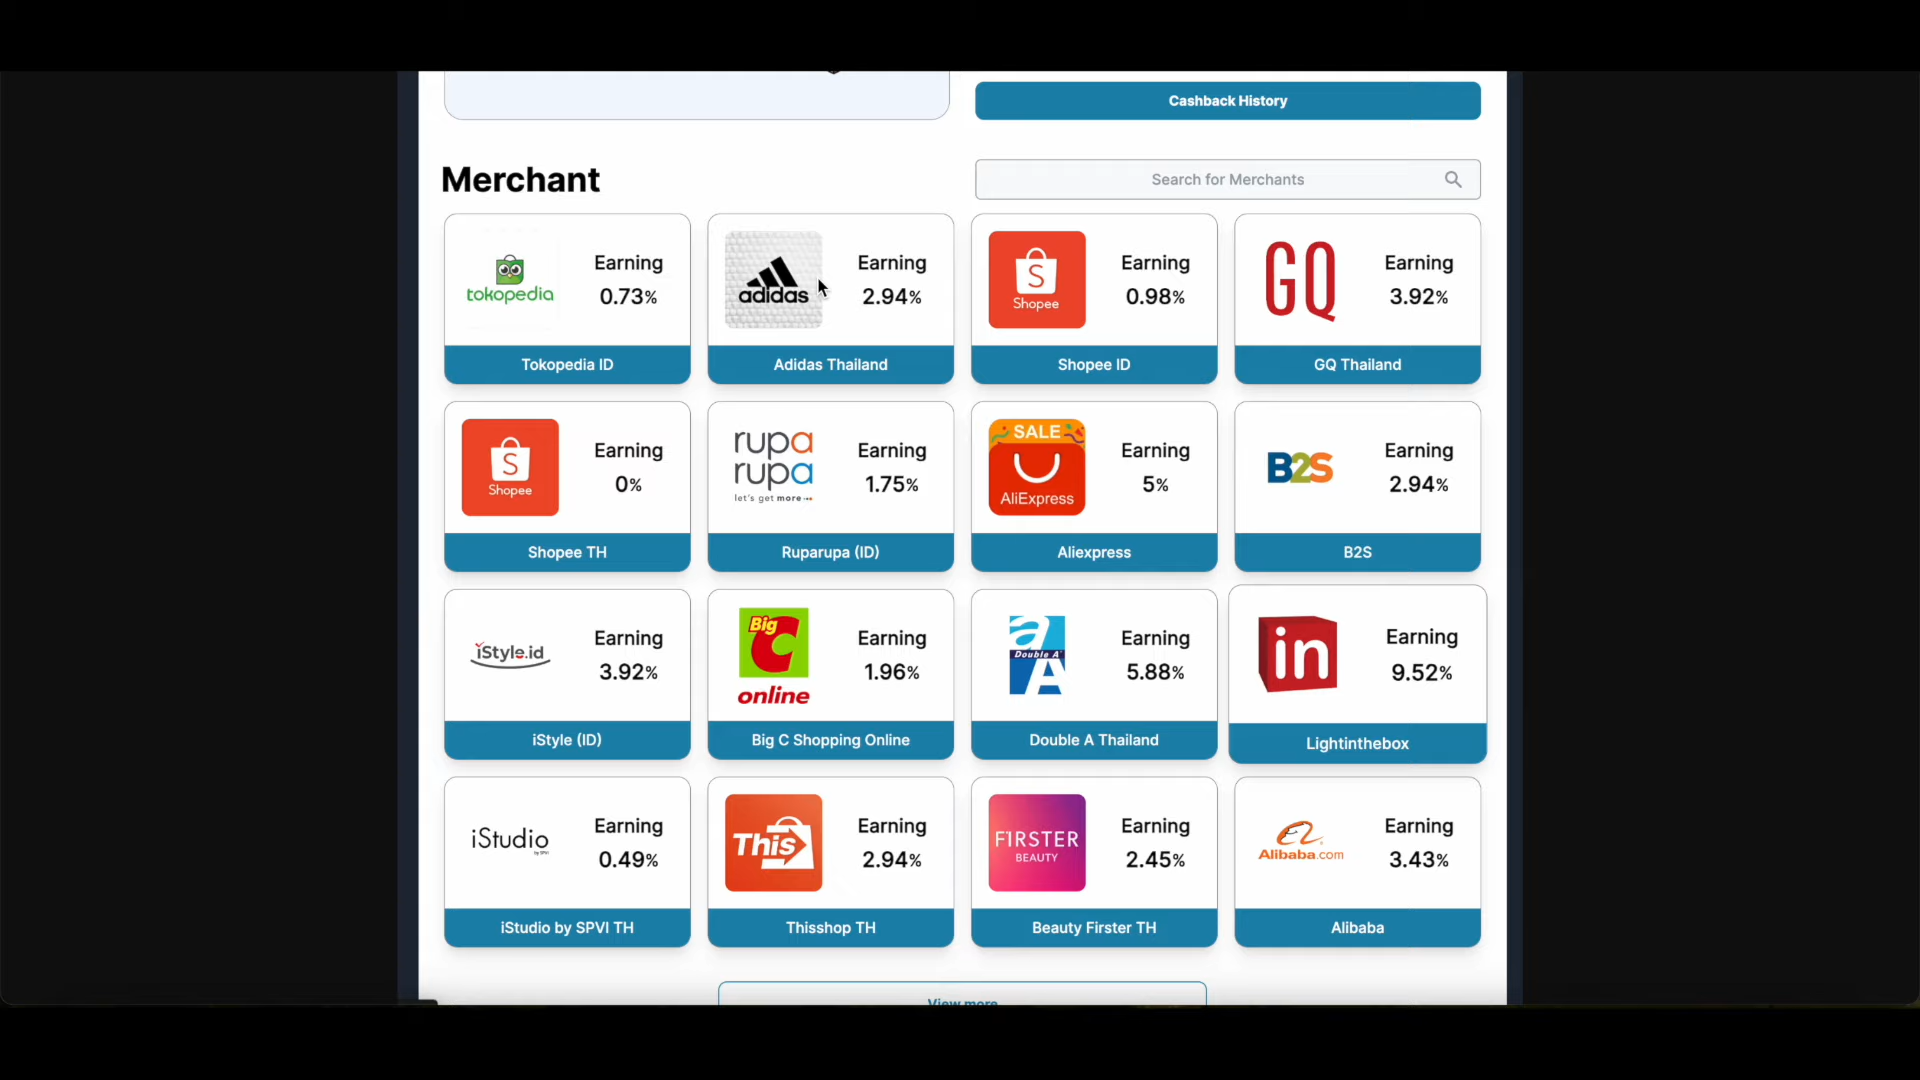 Cashback History
Merchant
Search for Merchants
tokopedia
Earning
0.73%
Tokopedia ID
adidas
Earning
2.94%
Adidas Thailand
S
Shopee
Earning
0.98%
Shopee ID
GQ
Earning
3.92%
GQ Thailand
S
Shopee
Earning
0%
Shopee TH
rupa
rupa
let's get more
Earning
1.75%
Ruparupa (ID)
SALE
AliExpress
Earning
5%
Aliexpress
B2S
Earning
2.94%
B2S
iStyle.id
Earning
3.92%
iStyle (ID)
Big
C
online
Earning
1.96%
Big C Shopping Online
a
Double A
A
Earning
5.88%
Double A Thailand
in
Earning
9.52%
Lightinthebox
iStudio
by SPVI
Earning
0.49%
iStudio by SPVI TH
This
Earning
2.94%
Thisshop TH
F1RSTER
BEAUTY
Earning
2.45%
Beauty Firster TH
Alibaba.com
Earning
3.43%
Alibaba
View more